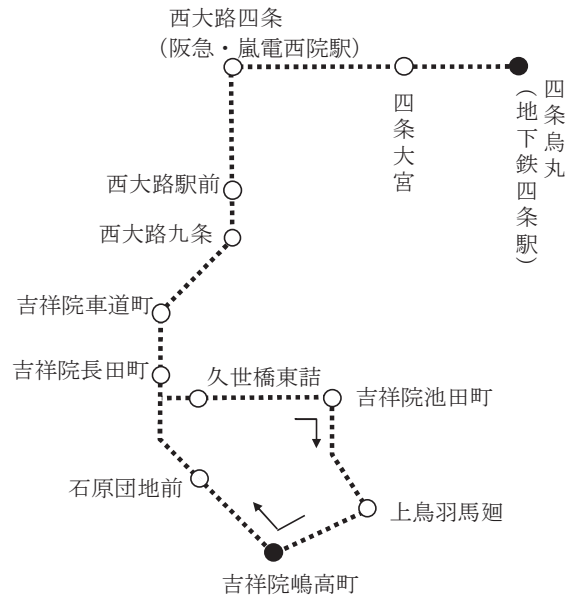 西大路四条
（阪急・嵐電西院駅）
四条大宮
四条烏丸
（地下鉄四条駅）
西大路駅前
西大路九条
吉祥院車道町
吉祥院長田町
久世橋東詰
吉祥院池田町
石原団地前
上鳥羽馬廻
吉祥院嶋高町